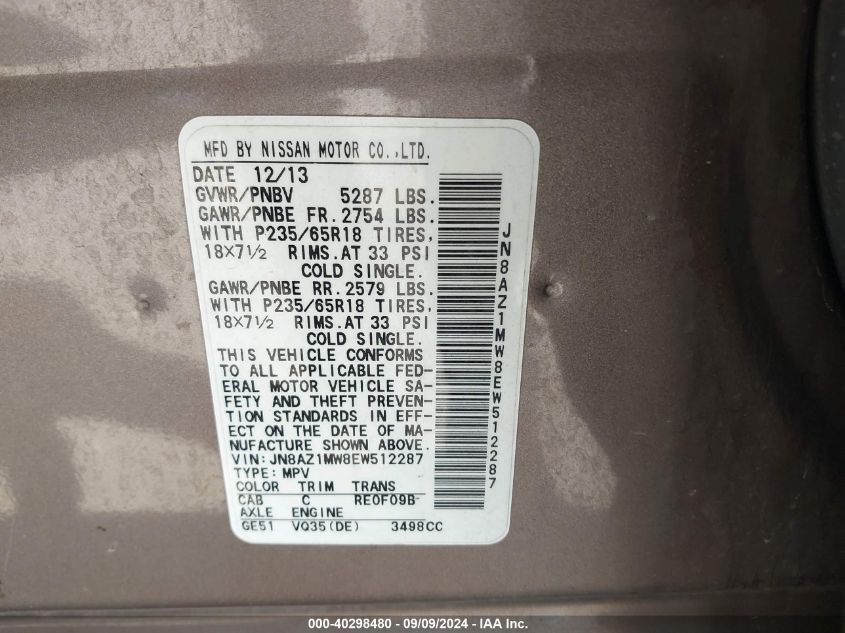 MFD BY NISSAN MOTOR CO.,LTD.
DATE 12/13
GVWR/PNBV 5287 LBS.
GAWR/PNBE FR. 2754 LBS.
WITH P235/65R18 TIRES,
18×7½ RIMS.AT 33 PSI
COLD SINGLE.
GAWR/PNBE RR. 2579 LBS.
WITH P235/65R18 TIRES,
18×7½ RIMS.AT 33 PSI
COLD SINGLE.
THIS VEHICLE CONFORMS
TO ALL APPLICABLE FED-
ERAL MOTOR VEHICLE SA-
FETY AND THEFT PREVEN-
TION STANDARDS IN EFF-
ECT ON THE DATE OF MA-
NUFACTURE SHOWN ABOVE.
VIN: JN8AZ1MW8EW512287
TYPE: MPV
COLOR TRIM TRANS
CAB C RE0F09B
AXLE ENGINE
GE51 VQ35(DE) 3498CC
JN8AZ1MW8EW512287
000-40298480 - 09/09/2024 - IAA Inc.